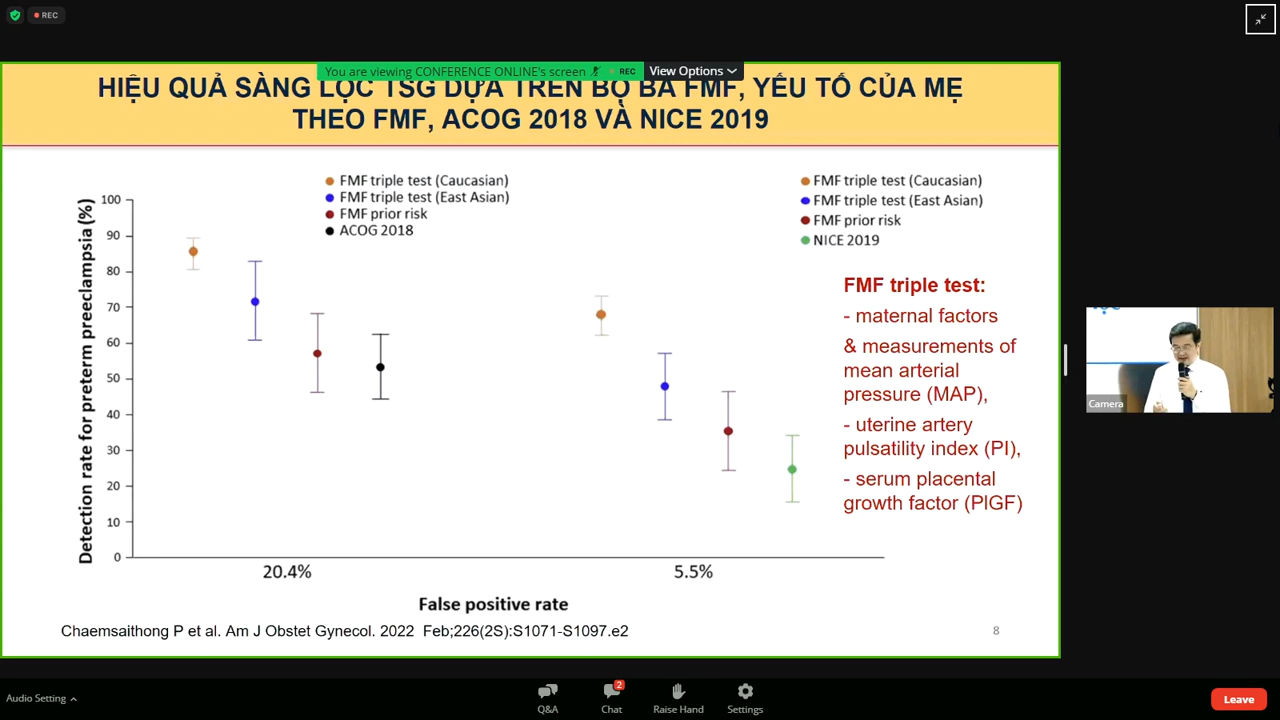 REC
You are viewing CONFERENCE ONLINE's screen
REC
View Options
HIỆU QUẢ SÀNG LỌC TSG DỰA TRÊN BỘ BA FMF, YẾU TỐ CỦA MẸ
THEO FMF, ACOG 2018 VÀ NICE 2019
FMF triple test (Caucasian)
FMF triple test (East Asian)
FMF prior risk
ACOG 2018
FMF triple test (Caucasian)
FMF triple test (East Asian)
FMF prior risk
NICE 2019
Detection rate for preterm preeclampsia (%)
100
90
80
70
60
50
40
30
20
10
0
20.4%
5.5%
False positive rate
FMF triple test:
- maternal factors
& measurements of
mean arterial
pressure (MAP),
- uterine artery
pulsatility index (PI),
- serum placental
growth factor (PlGF)
Chaemsaithong P et al. Am J Obstet Gynecol. 2022 Feb;226(2S):S1071-S1097.e2
8
Camera
Audio Setting
Q&A
2
Chat
Raise Hand
Settings
Leave